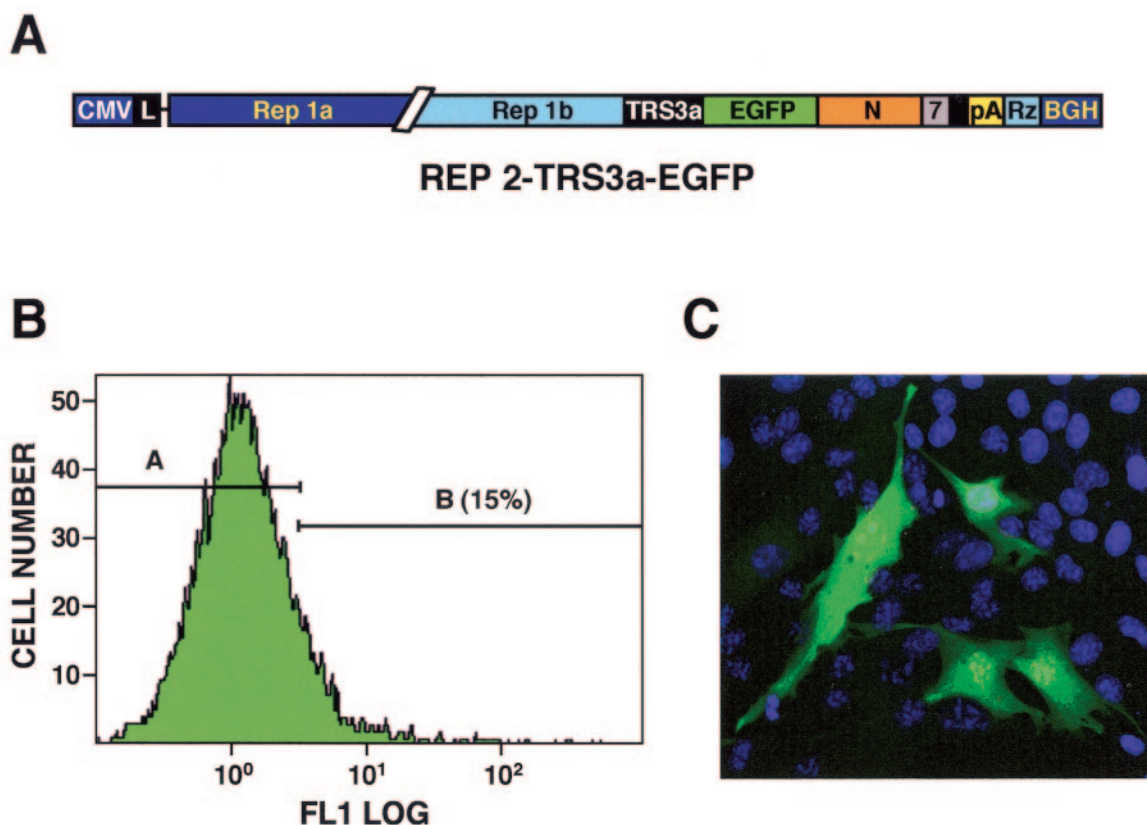 A
CMV L Rep 1a Rep 1b TRS3a EGFP N 7 pA Rz BGH
REP 2-TRS3a-EGFP
B
CELL NUMBER
50
40
30
20
10
A
B (15%)
10⁰ 10¹ 10²
FL1 LOG
C